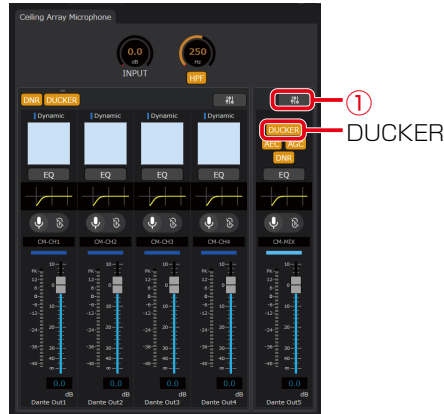 Ceiling Array Microphone
0.0
dB
INPUT
250
Hz
HPF
①
DNR DUCKER
DUCKER
DUCKER
AEC AGC
DNR
Dynamic Dynamic Dynamic Dynamic
EQ EQ EQ EQ EQ
CM-CH1 CM-CH2 CM-CH3 CM-CH4 CM-MIX
0.0 0.0 0.0 0.0 0.0
dB dB dB dB dB
Dante Out1 Dante Out2 Dante Out3 Dante Out4 Dante Out5